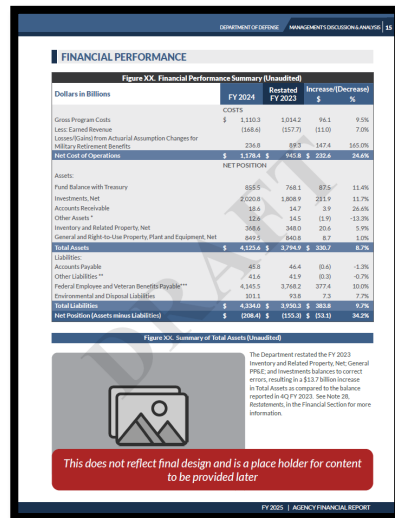 DEPARTMENT OF DEFENSE MANAGEMENT'S DISCUSSION & ANALYSIS | 15
FINANCIAL PERFORMANCE
Figure XX. Financial Performance Summary (Unaudited)
Dollars in Billions FY 2024 Restated FY 2023 Increase/(Decrease) $ %
COSTS
Gross Program Costs $ 1,110.3 1,014.2 96.1 9.5%
Less: Earned Revenue (168.6) (157.7) (11.0) 7.0%
Losses/(Gains) from Actuarial Assumption Changes for
Military Retirement Benefits 236.8 89.3 147.4 165.0%
Net Cost of Operations $ 1,178.4 $ 945.8 $ 232.6 24.6%
NET POSITION
Assets:
Fund Balance with Treasury 855.5 768.1 87.5 11.4%
Investments, Net 2,020.8 1,808.9 211.9 11.7%
Accounts Receivable 18.6 14.7 3.9 26.6%
Other Assets * 12.6 14.5 (1.9) -13.3%
Inventory and Related Property, Net 368.6 348.0 20.6 5.9%
General and Right-to-Use Property, Plant and Equipment, Net 849.5 840.8 8.7 1.0%
Total Assets $ 4,125.6 $ 3,794.9 $ 330.7 8.7%
Liabilities:
Accounts Payable 45.8 46.4 (0.6) -1.3%
Other Liabilities ** 41.6 41.9 (0.3) -0.7%
Federal Employee and Veteran Benefits Payable*** 4,145.5 3,768.2 377.4 10.0%
Environmental and Disposal Liabilities 101.1 93.8 7.3 7.7%
Total Liabilities $ 4,334.0 $ 3,950.3 $ 383.8 9.7%
Net Position (Assets minus Liabilities) $ (208.4) $ (155.3) $ (53.1) 34.2%
DRAFT
Figure XX. Summary of Total Assets (Unaudited)
The Department restated the FY 2023
Inventory and Related Property, Net; General
PP&E; and Investments balances to correct
errors, resulting in a $13.7 billion increase
in Total Assets as compared to the balance
reported in 4Q FY 2023. See Note 28,
Restatements, in the Financial Section for more
information.
This does not reflect final design and is a place holder for content
to be provided later
FY 2025 | AGENCY FINANCIAL REPORT